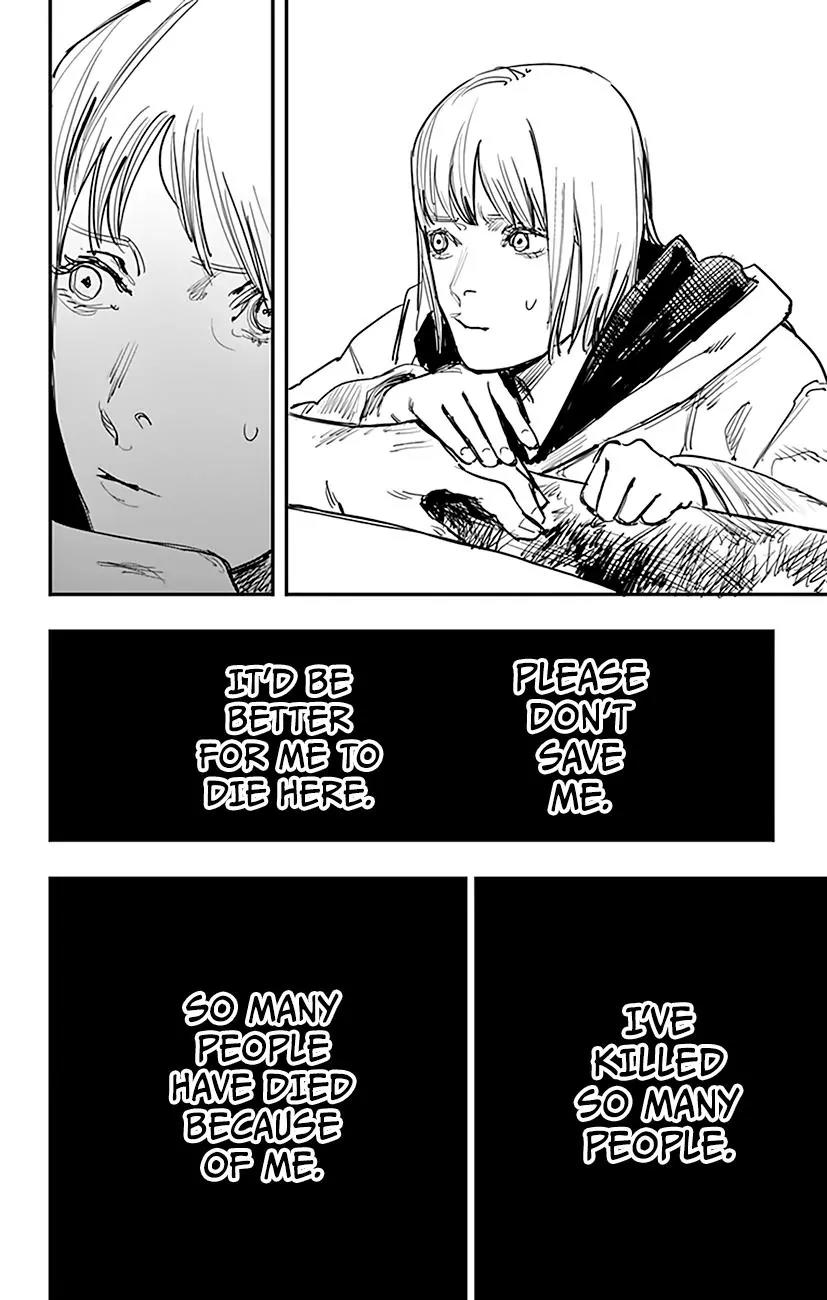 PLEASE
DON'T
SAVE
ME.
IT'D BE
BETTER
FOR ME TO
DIE HERE.
I'VE
KILLED
SO MANY
PEOPLE.
SO MANY
PEOPLE
HAVE DIED
BECAUSE
OF ME.